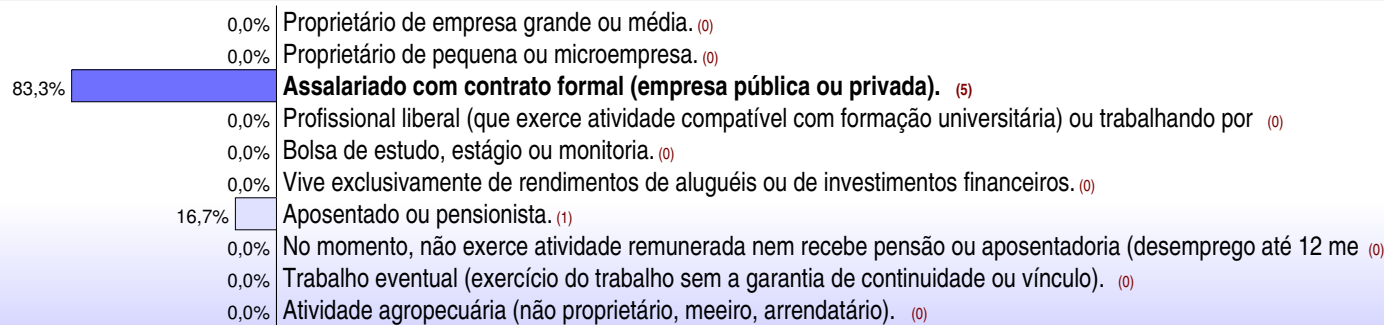 0,0% Proprietário de empresa grande ou média. (0)
0,0% Proprietário de pequena ou microempresa. (0)
83,3% Assalariado com contrato formal (empresa pública ou privada). (5)
0,0% Profissional liberal (que exerce atividade compatível com formação universitária) ou trabalhando por (0)
0,0% Bolsa de estudo, estágio ou monitoria. (0)
0,0% Vive exclusivamente de rendimentos de aluguéis ou de investimentos financeiros. (0)
16,7% Aposentado ou pensionista. (1)
0,0% No momento, não exerce atividade remunerada nem recebe pensão ou aposentadoria (desemprego até 12 me (0)
0,0% Trabalho eventual (exercício do trabalho sem a garantia de continuidade ou vínculo). (0)
0,0% Atividade agropecuária (não proprietário, meeiro, arrendatário). (0)